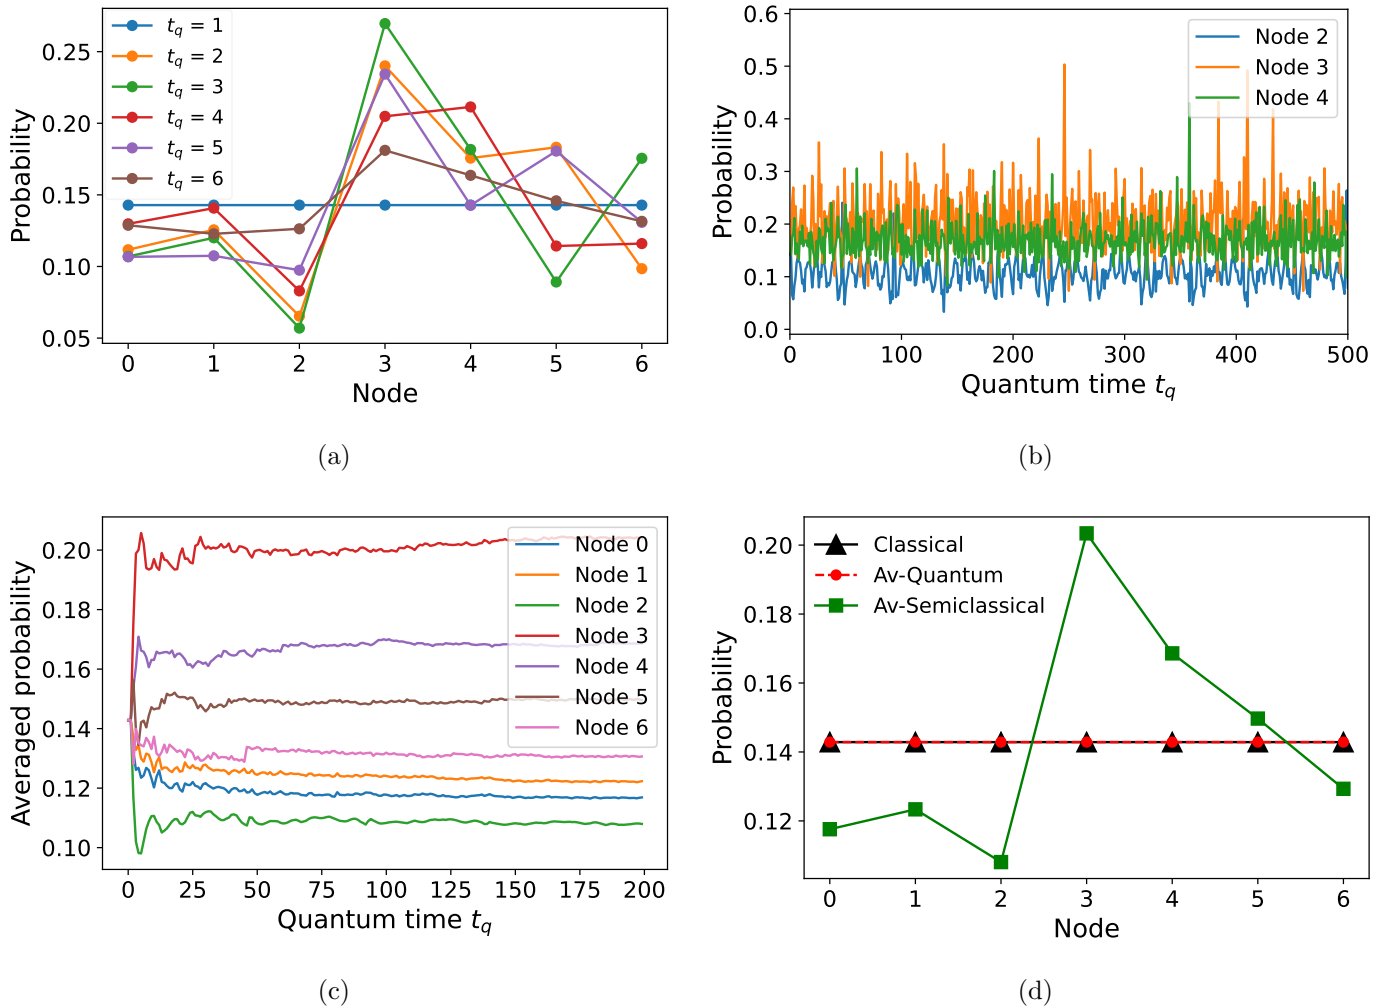 t_q = 1
t_q = 2
t_q = 3
t_q = 4
t_q = 5
t_q = 6
0.25
0.20
0.15
0.10
0.05
Probability
0 1 2 3 4 5 6
Node
(a)
Node 2
Node 3
Node 4
0.6
0.5
0.4
0.3
0.2
0.1
0.0
Probability
0 100 200 300 400 500
Quantum time t_q
(b)
Node 0
Node 1
Node 2
Node 3
Node 4
Node 5
Node 6
0.20
0.18
0.16
0.14
0.12
0.10
Averaged probability
0 25 50 75 100 125 150 175 200
Quantum time t_q
(c)
Classical
Av-Quantum
Av-Semiclassical
0.20
0.18
0.16
0.14
0.12
Probability
0 1 2 3 4 5 6
Node
(d)